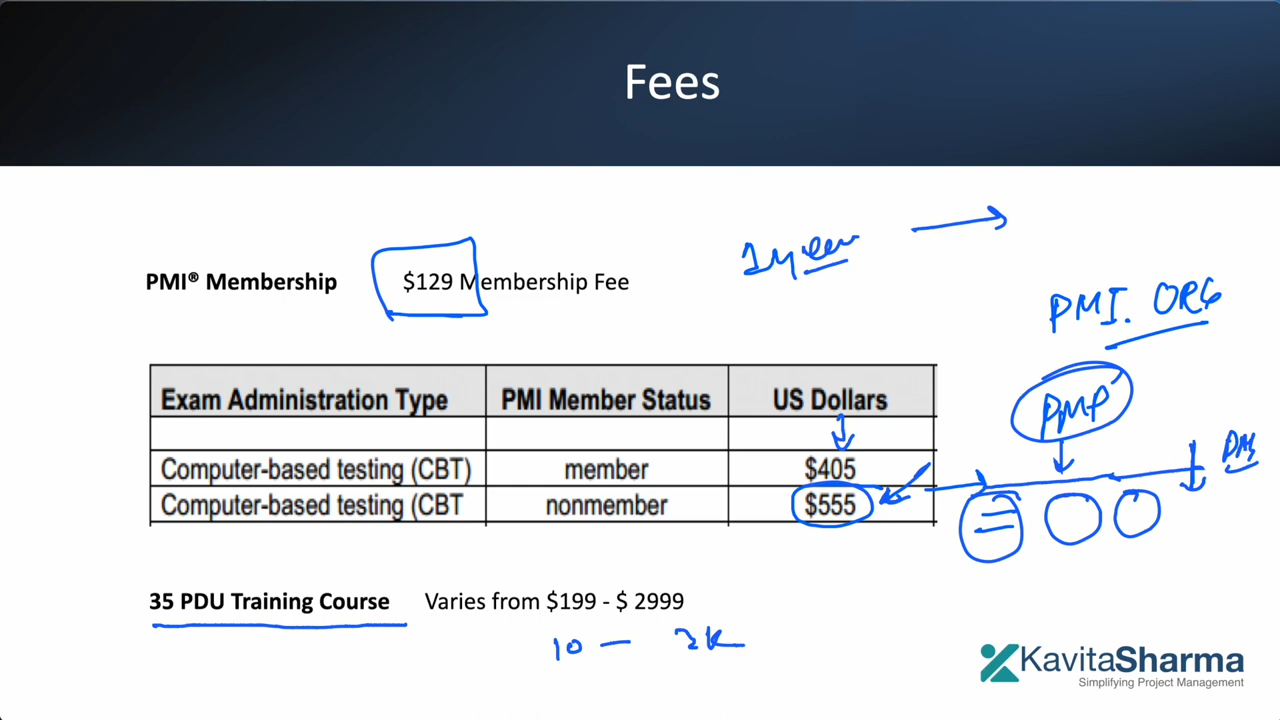 Fees
1 year
PMI® Membership $129 Membership Fee
PMI. ORG
Exam Administration Type PMI Member Status US Dollars
PMP
Computer-based testing (CBT) member $405
Computer-based testing (CBT nonmember $555
35 PDU Training Course Varies from $199 - $ 2999
10 —
KavitaSharma
Simplifying Project Management